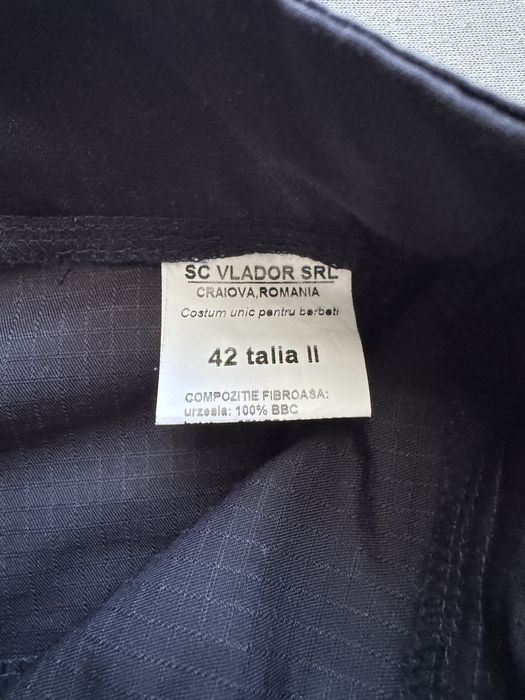 SC VLADOR SRL
CRAIOVA,ROMANIA
Costum unic pentru barbati
42 talia II
COMPOZITIE FIBROASA:
urzeala: 100% BBC